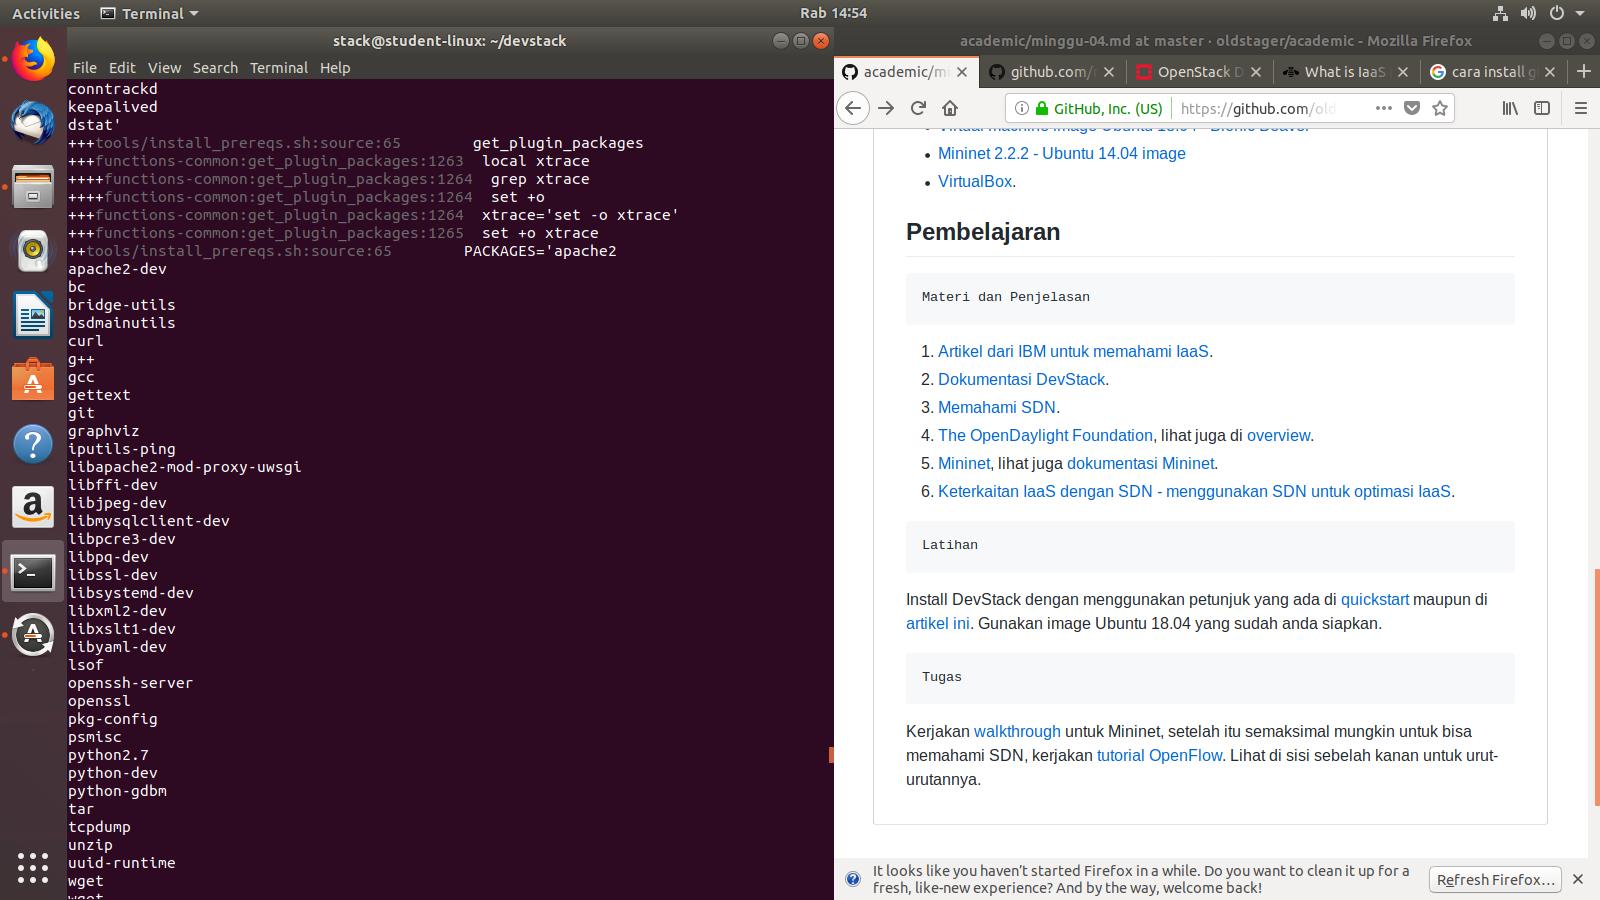 Activities
Terminal
Rab 14:54
stack@student-linux: ~/devstack
File Edit View Search Terminal Help
conntrackd
keepalived
dstat'
+++tools/install_prereqs.sh:source:65 get_plugin_packages
+++functions-common:get_plugin_packages:1263 local xtrace
++++functions-common:get_plugin_packages:1264 grep xtrace
++++functions-common:get_plugin_packages:1264 set +o
+++functions-common:get_plugin_packages:1264 xtrace='set -o xtrace'
+++functions-common:get_plugin_packages:1265 set +o xtrace
++tools/install_prereqs.sh:source:65 PACKAGES='apache2
apache2-dev
bc
bridge-utils
bsdmainutils
curl
g++
gcc
gettext
git
graphviz
iputils-ping
libapache2-mod-proxy-uwsgi
libffi-dev
libjpeg-dev
libmysqlclient-dev
libpcre3-dev
libpq-dev
libssl-dev
libsystemd-dev
libxml2-dev
libxslt1-dev
libyaml-dev
lsof
openssh-server
openssl
pkg-config
psmisc
python2.7
python-dev
python-gdbm
tar
tcpdump
unzip
uuid-runtime
wget
academic/minggu-04.md at master · oldstager/academic - Mozilla Firefox
academic/mi
github.com/
OpenStack D
What is IaaS
cara install g
GitHub, Inc. (US)
https://github.com/old
Mininet 2.2.2 - Ubuntu 14.04 image
VirtualBox.
Pembelajaran
Materi dan Penjelasan
1. Artikel dari IBM untuk memahami IaaS.
2. Dokumentasi DevStack.
3. Memahami SDN.
4. The OpenDaylight Foundation, lihat juga di overview.
5. Mininet, lihat juga dokumentasi Mininet.
6. Keterkaitan IaaS dengan SDN - menggunakan SDN untuk optimasi IaaS.
Latihan
Install DevStack dengan menggunakan petunjuk yang ada di quickstart maupun di
artikel ini. Gunakan image Ubuntu 18.04 yang sudah anda siapkan.
Tugas
Kerjakan walkthrough untuk Mininet, setelah itu semaksimal mungkin untuk bisa
memahami SDN, kerjakan tutorial OpenFlow. Lihat di sisi sebelah kanan untuk urut-
urutannya.
It looks like you haven't started Firefox in a while. Do you want to clean it up for a
fresh, like-new experience? And by the way, welcome back!
Refresh Firefox...